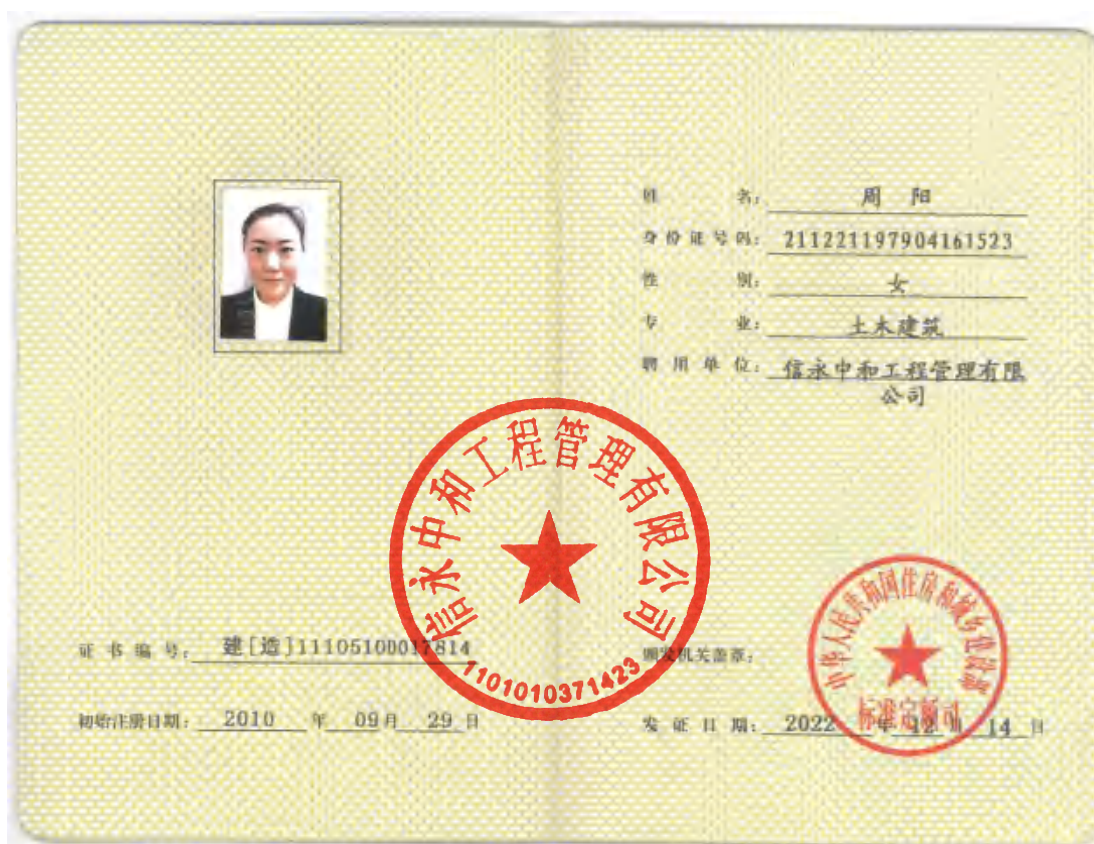 姓 名: 周 阳
身份证号码: 211221197904161523
性 别: 女
专 业: 土木建筑
聘用单位: 信永中和工程管理有限
公司
信永中和工程管理有限公司
1101010371423
中华人民共和国住房和城乡建设部
标准定额司
证书编号: 建[造]11105100017814
颁发机关盖章:
初始注册日期: 2010 年 09 月 29 日
发证日期: 2022 年 12 月 14 日